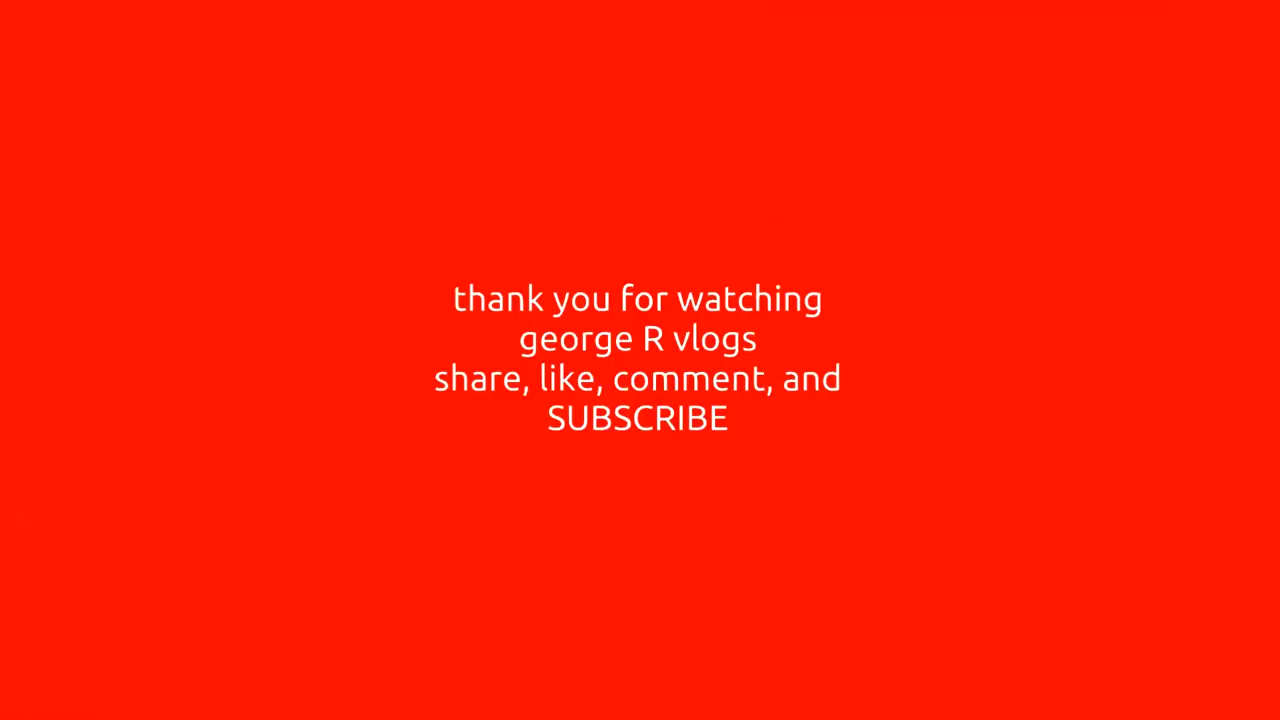 thank you for watching
george R vlogs
share, like, comment, and
SUBSCRIBE